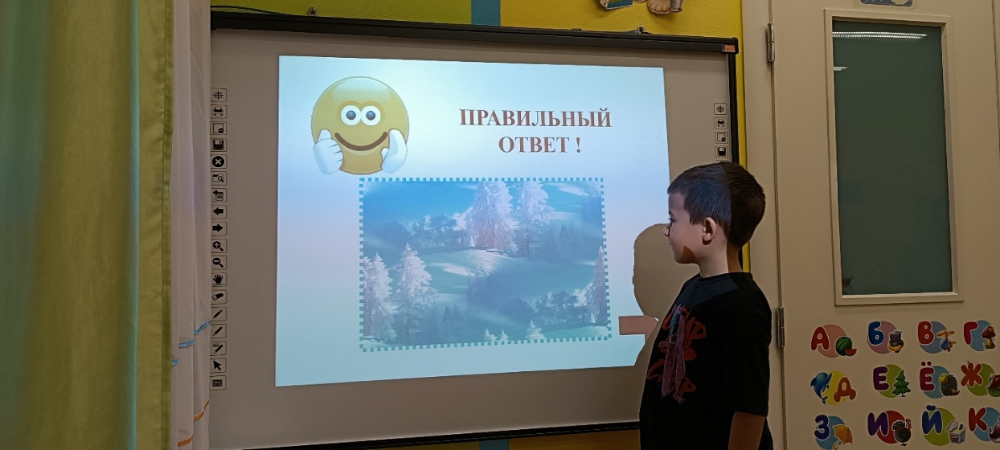 ПРАВИЛЬНЫЙ
ОТВЕТ !
А Б В Г
Д Е Ё Ж
З И Й К